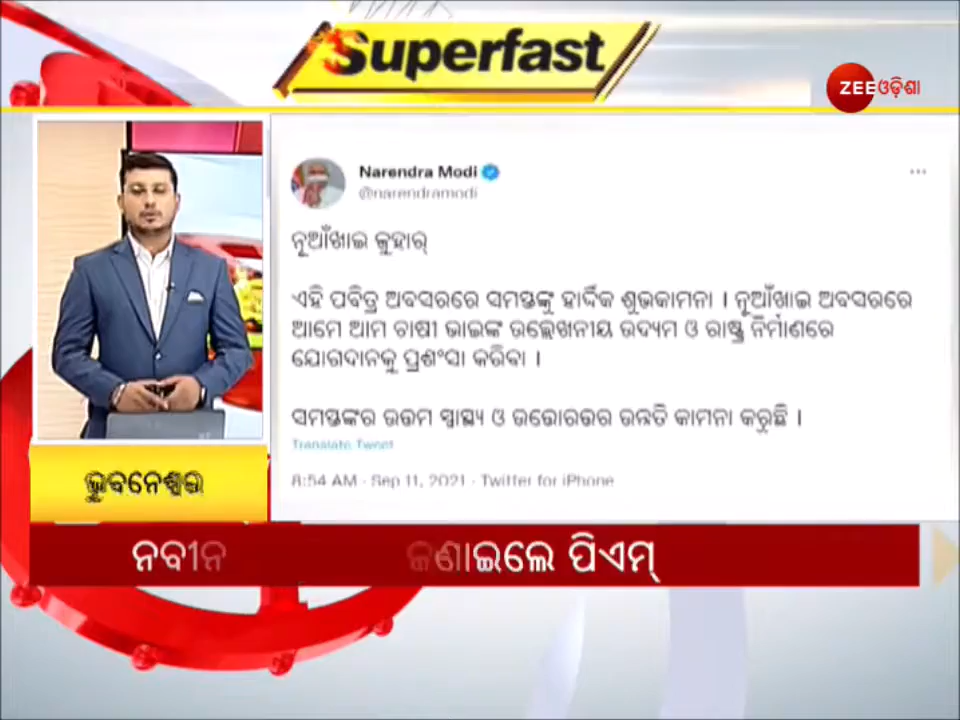 Superfast
ZEE ଓଡ଼ିଶା
Narendra Modi
@narendramodi
ନୂଆଁଖାଇ ଜୁହାର୍
ଏହି ପବିତ୍ର ଅବସରରେ ସମସ୍ତଙ୍କୁ ହାର୍ଦ୍ଦିକ ଶୁଭକାମନା । ନୂଆଁଖାଇ ଅବସରରେ
ଆମେ ଆମ ଚାଷୀ ଭାଇଙ୍କ ଉଲ୍ଲେଖନୀୟ ଉଦ୍ୟମ ଓ ରାଷ୍ଟ୍ର ନିର୍ମାଣରେ
ଯୋଗଦାନକୁ ପ୍ରଶଂସା କରିବା ।
ସମସ୍ତଙ୍କର ଉତ୍ତମ ସ୍ୱାସ୍ଥ୍ୟ ଓ ଉତ୍ତୋରତ୍ତର ଉନ୍ନତି କାମନା କରୁଛି ।
Translate Tweet
8:54 AM · Sep 11, 2021 · Twitter for iPhone
ଭୁବନେଶ୍ୱର
ନବୀନ ଜଣାଇଲେ ପିଏମ୍